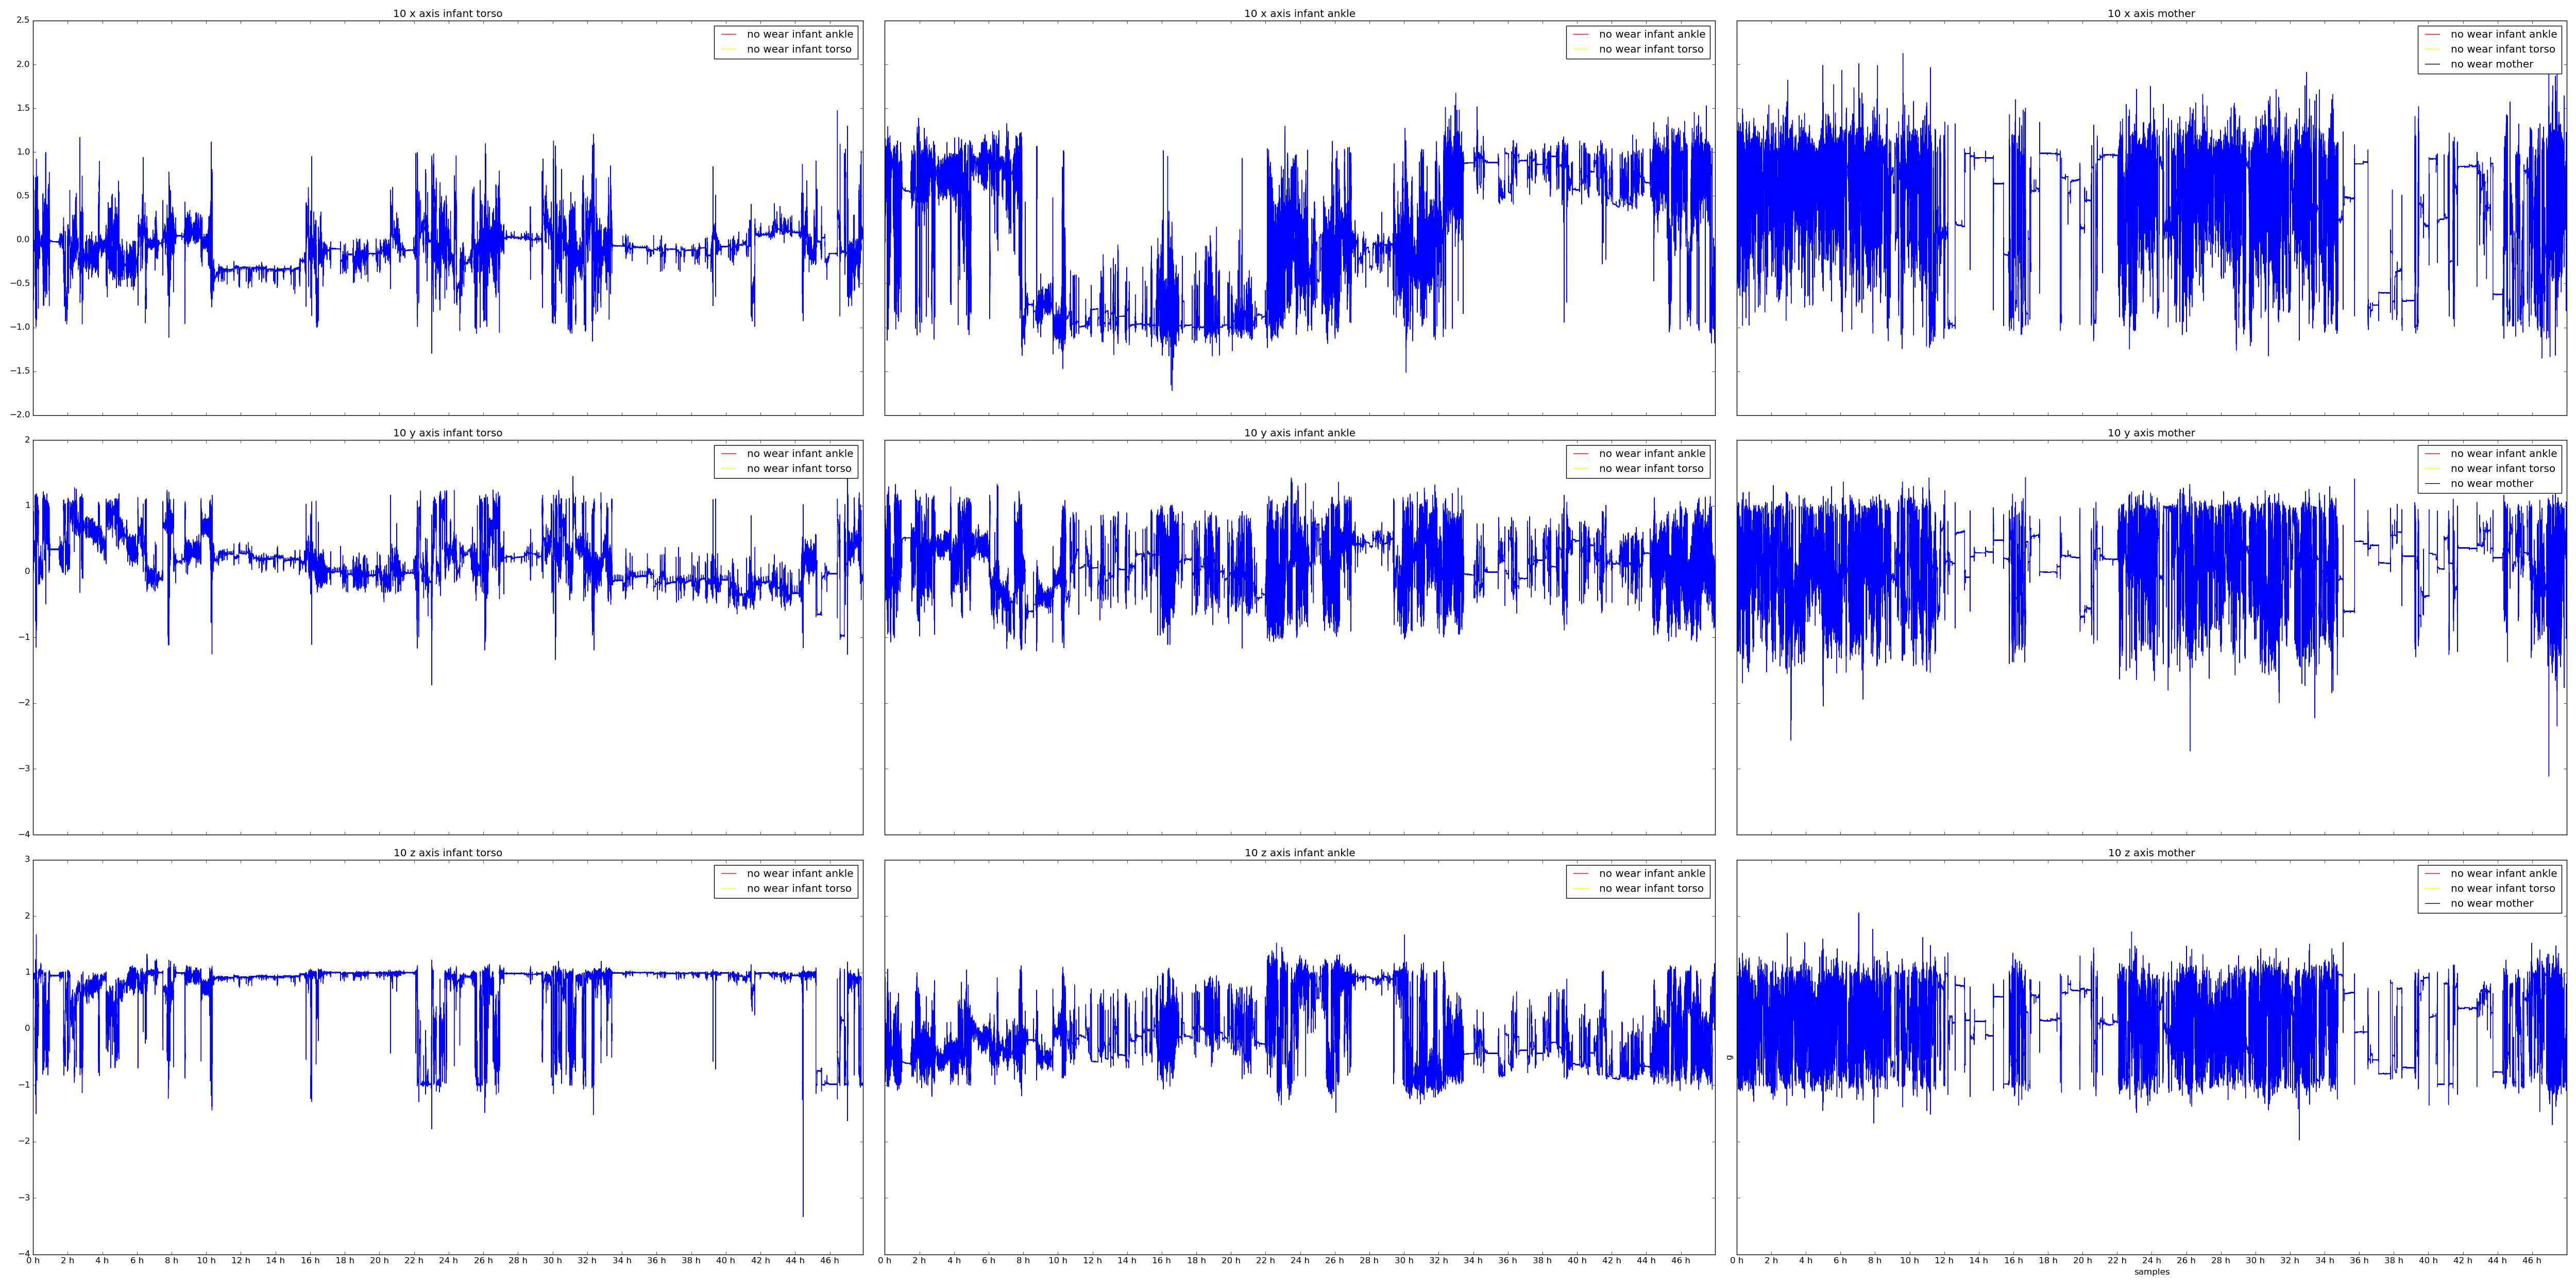 10 x axis infant torso
10 x axis infant ankle
10 x axis mother
no wear infant ankle
no wear infant torso
no wear infant ankle
no wear infant torso
no wear infant ankle
no wear infant torso
no wear mother
2.5
2.0
1.5
1.0
0.5
0.0
−0.5
−1.0
−1.5
−2.0
10 y axis infant torso
10 y axis infant ankle
10 y axis mother
no wear infant ankle
no wear infant torso
no wear infant ankle
no wear infant torso
no wear infant ankle
no wear infant torso
no wear mother
2
1
0
−1
−2
−3
−4
10 z axis infant torso
10 z axis infant ankle
10 z axis mother
no wear infant ankle
no wear infant torso
no wear infant ankle
no wear infant torso
no wear infant ankle
no wear infant torso
no wear mother
3
2
1
0
−1
−2
−3
−4
g
0 h 2 h 4 h 6 h 8 h 10 h 12 h 14 h 16 h 18 h 20 h 22 h 24 h 26 h 28 h 30 h 32 h 34 h 36 h 38 h 40 h 42 h 44 h 46 h
0 h 2 h 4 h 6 h 8 h 10 h 12 h 14 h 16 h 18 h 20 h 22 h 24 h 26 h 28 h 30 h 32 h 34 h 36 h 38 h 40 h 42 h 44 h 46 h
0 h 2 h 4 h 6 h 8 h 10 h 12 h 14 h 16 h 18 h 20 h 22 h 24 h 26 h 28 h 30 h 32 h 34 h 36 h 38 h 40 h 42 h 44 h 46 h
samples